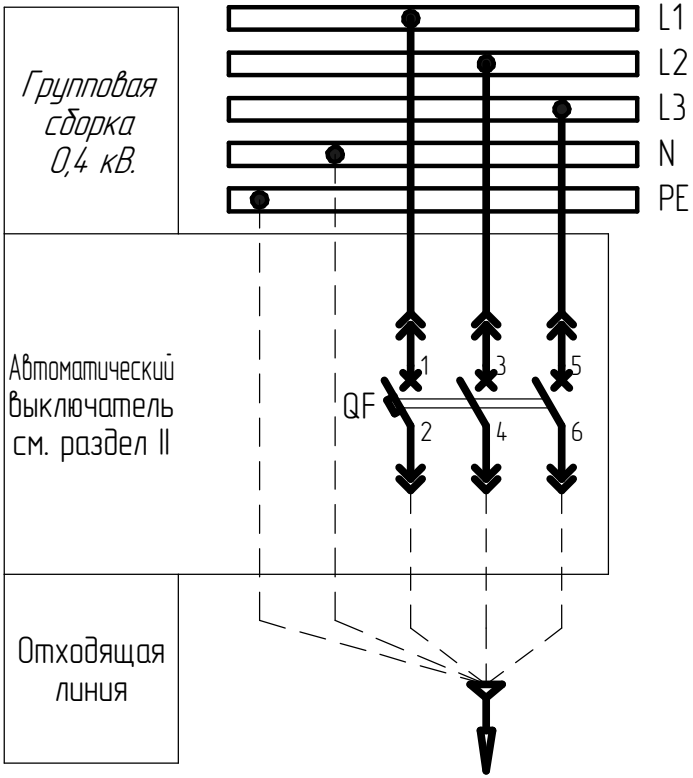 L1
L2
L3
N
PE
Групповая
сборка
0,4 кВ.
Автоматический
выключатель
см. раздел II
QF
1
3
5
2
4
6
Отходящая
линия